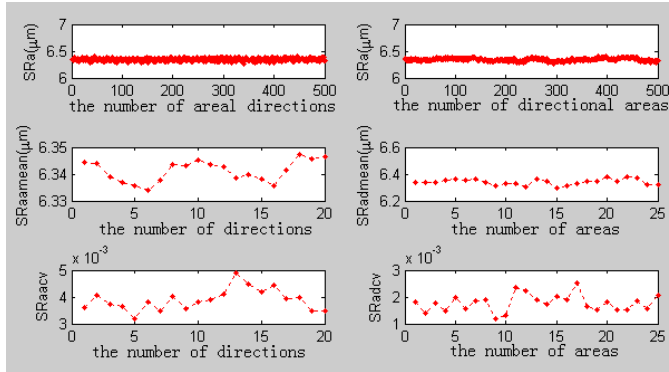 7
6.5
6
SRa(μm)
0 100 200 300 400 500
the number of areal directions
7
6.5
6
SRa(μm)
0 100 200 300 400 500
the number of directional areas
6.35
6.34
6.33
SRaamean(μm)
0 5 10 15 20
the number of directions
6.6
6.4
6.2
SRadmean(μm)
0 5 10 15 20 25
the number of areas
x 10-3
5
4
3
SRaacv
0 5 10 15 20
the number of directions
x 10-3
3
2
1
SRadcv
0 5 10 15 20 25
the number of areas